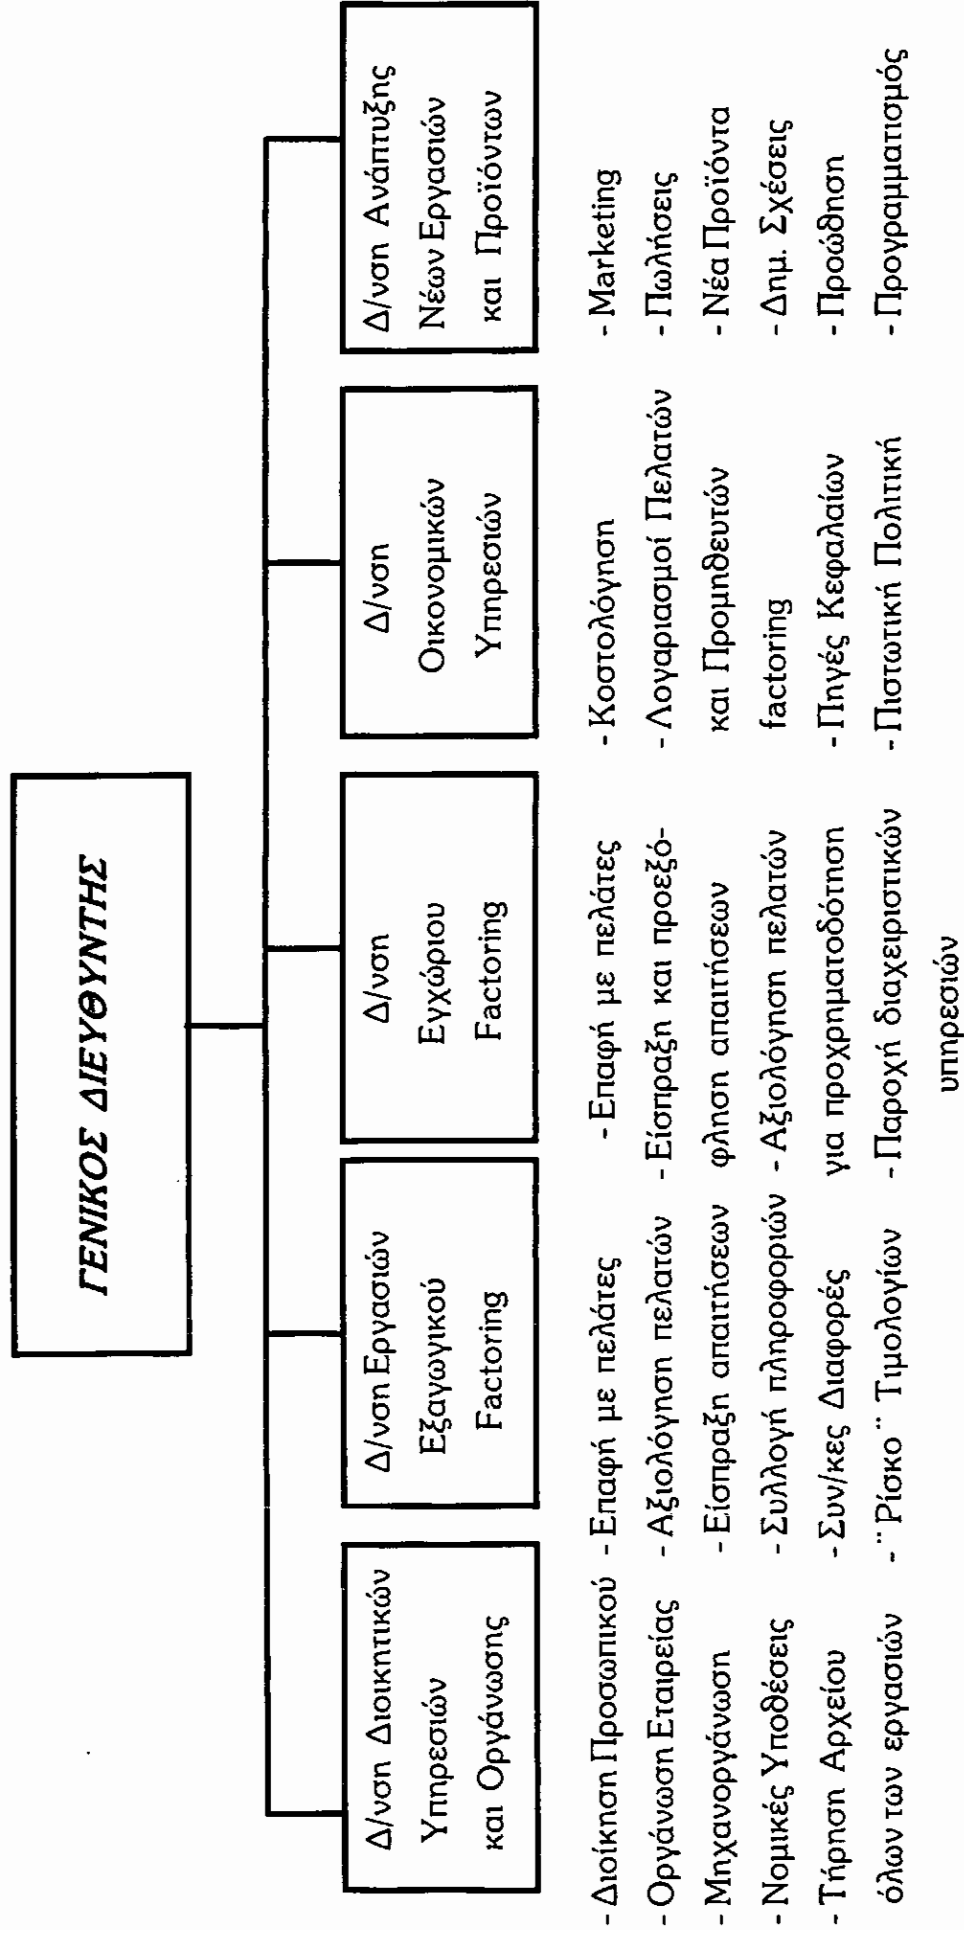 ΓΕΝΙΚΟΣ ΔΙΕΥΘΥΝΤΗΣ
Δ/νση Διοικητικών
Υπηρεσιών
και Οργάνωσης
Δ/νση Εργασιών
Εξαγωγικού
Factoring
Δ/νση
Εγχώριου
Factoring
Δ/νση
Οικονομικών
Υπηρεσιών
Δ/νση Ανάπτυξης
Νέων Εργασιών
και Προϊόντων
- Διοίκηση Προσωπικού
- Οργάνωση Εταιρείας
- Μηχανοργάνωση
- Νομικές Υποθέσεις
- Τήρηση Αρχείου
όλων των εργασιών
- Επαφή με πελάτες
- Αξιολόγηση πελατών
- Είσπραξη απαιτήσεων
- Συλλογή πληροφοριών
- Συν/κες Διαφορές
- ¨Ρίσκο¨ Τιμολογίων
- Επαφή με πελάτες
- Είσπραξη και προεξό-
φληση απαιτήσεων
- Αξιολόγηση πελατών
για προχρηματοδότηση
- Παροχή διαχειριστικών
υπηρεσιών
- Κοστολόγηση
- Λογαριασμοί Πελατών
και Προμηθευτών
factoring
- Πηγές Κεφαλαίων
- Πιστωτική Πολιτική
- Marketing
- Πωλήσεις
- Νέα Προϊόντα
- Δημ. Σχέσεις
- Προώθηση
- Προγραμματισμός